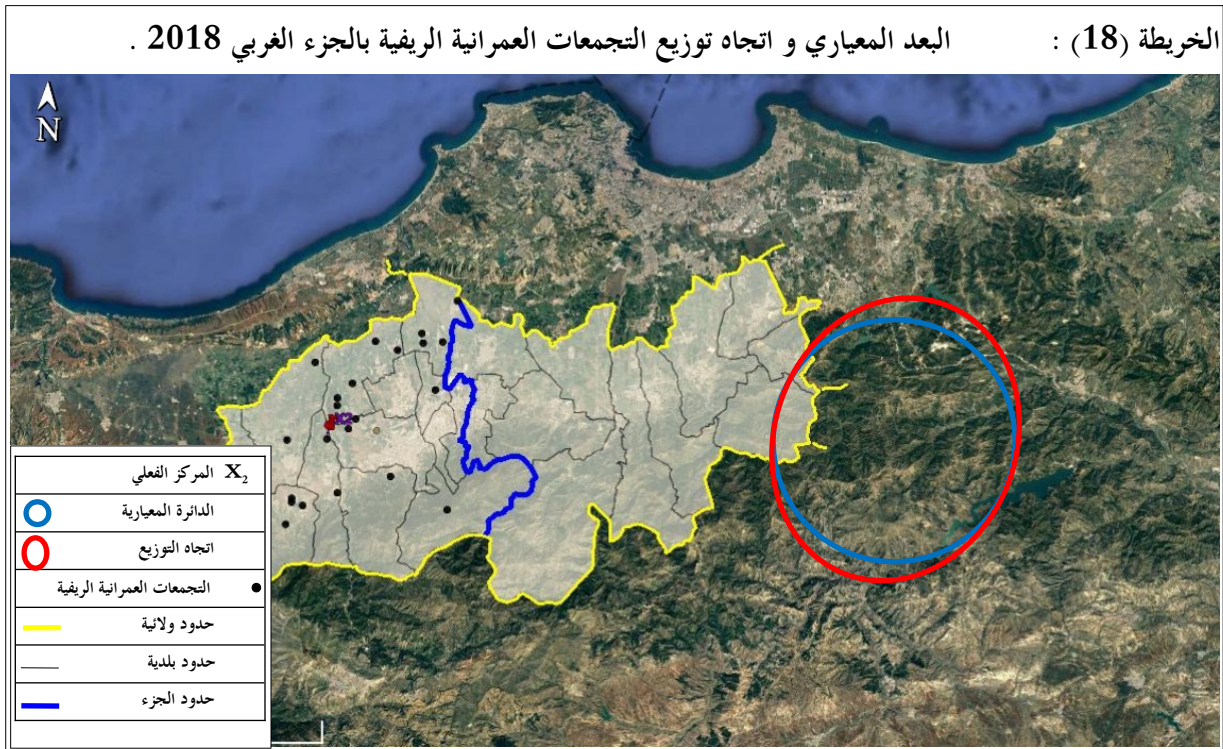 الخريطة (18) : البعد المعياري و اتجاه توزيع التجمعات العمرانية الريفية بالجزء الغربي 2018 .
N
X2
X₂ المركز الفعلي
الدائرة المعيارية
اتجاه التوزيع
التجمعات العمرانية الريفية
حدود ولائية
حدود بلدية
حدود الجزء